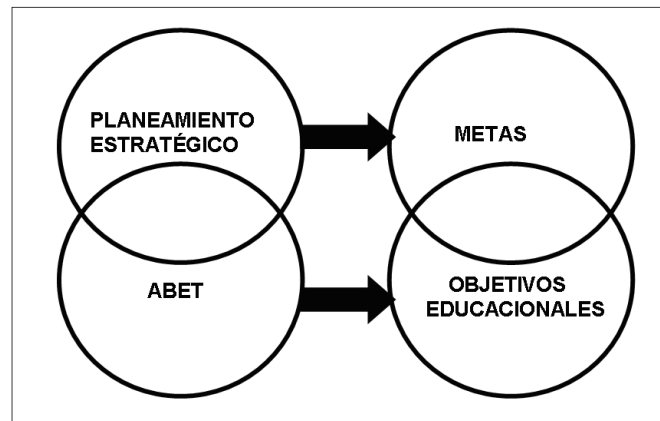 PLANEAMIENTO
ESTRATÉGICO
METAS
ABET
OBJETIVOS
EDUCACIONALES